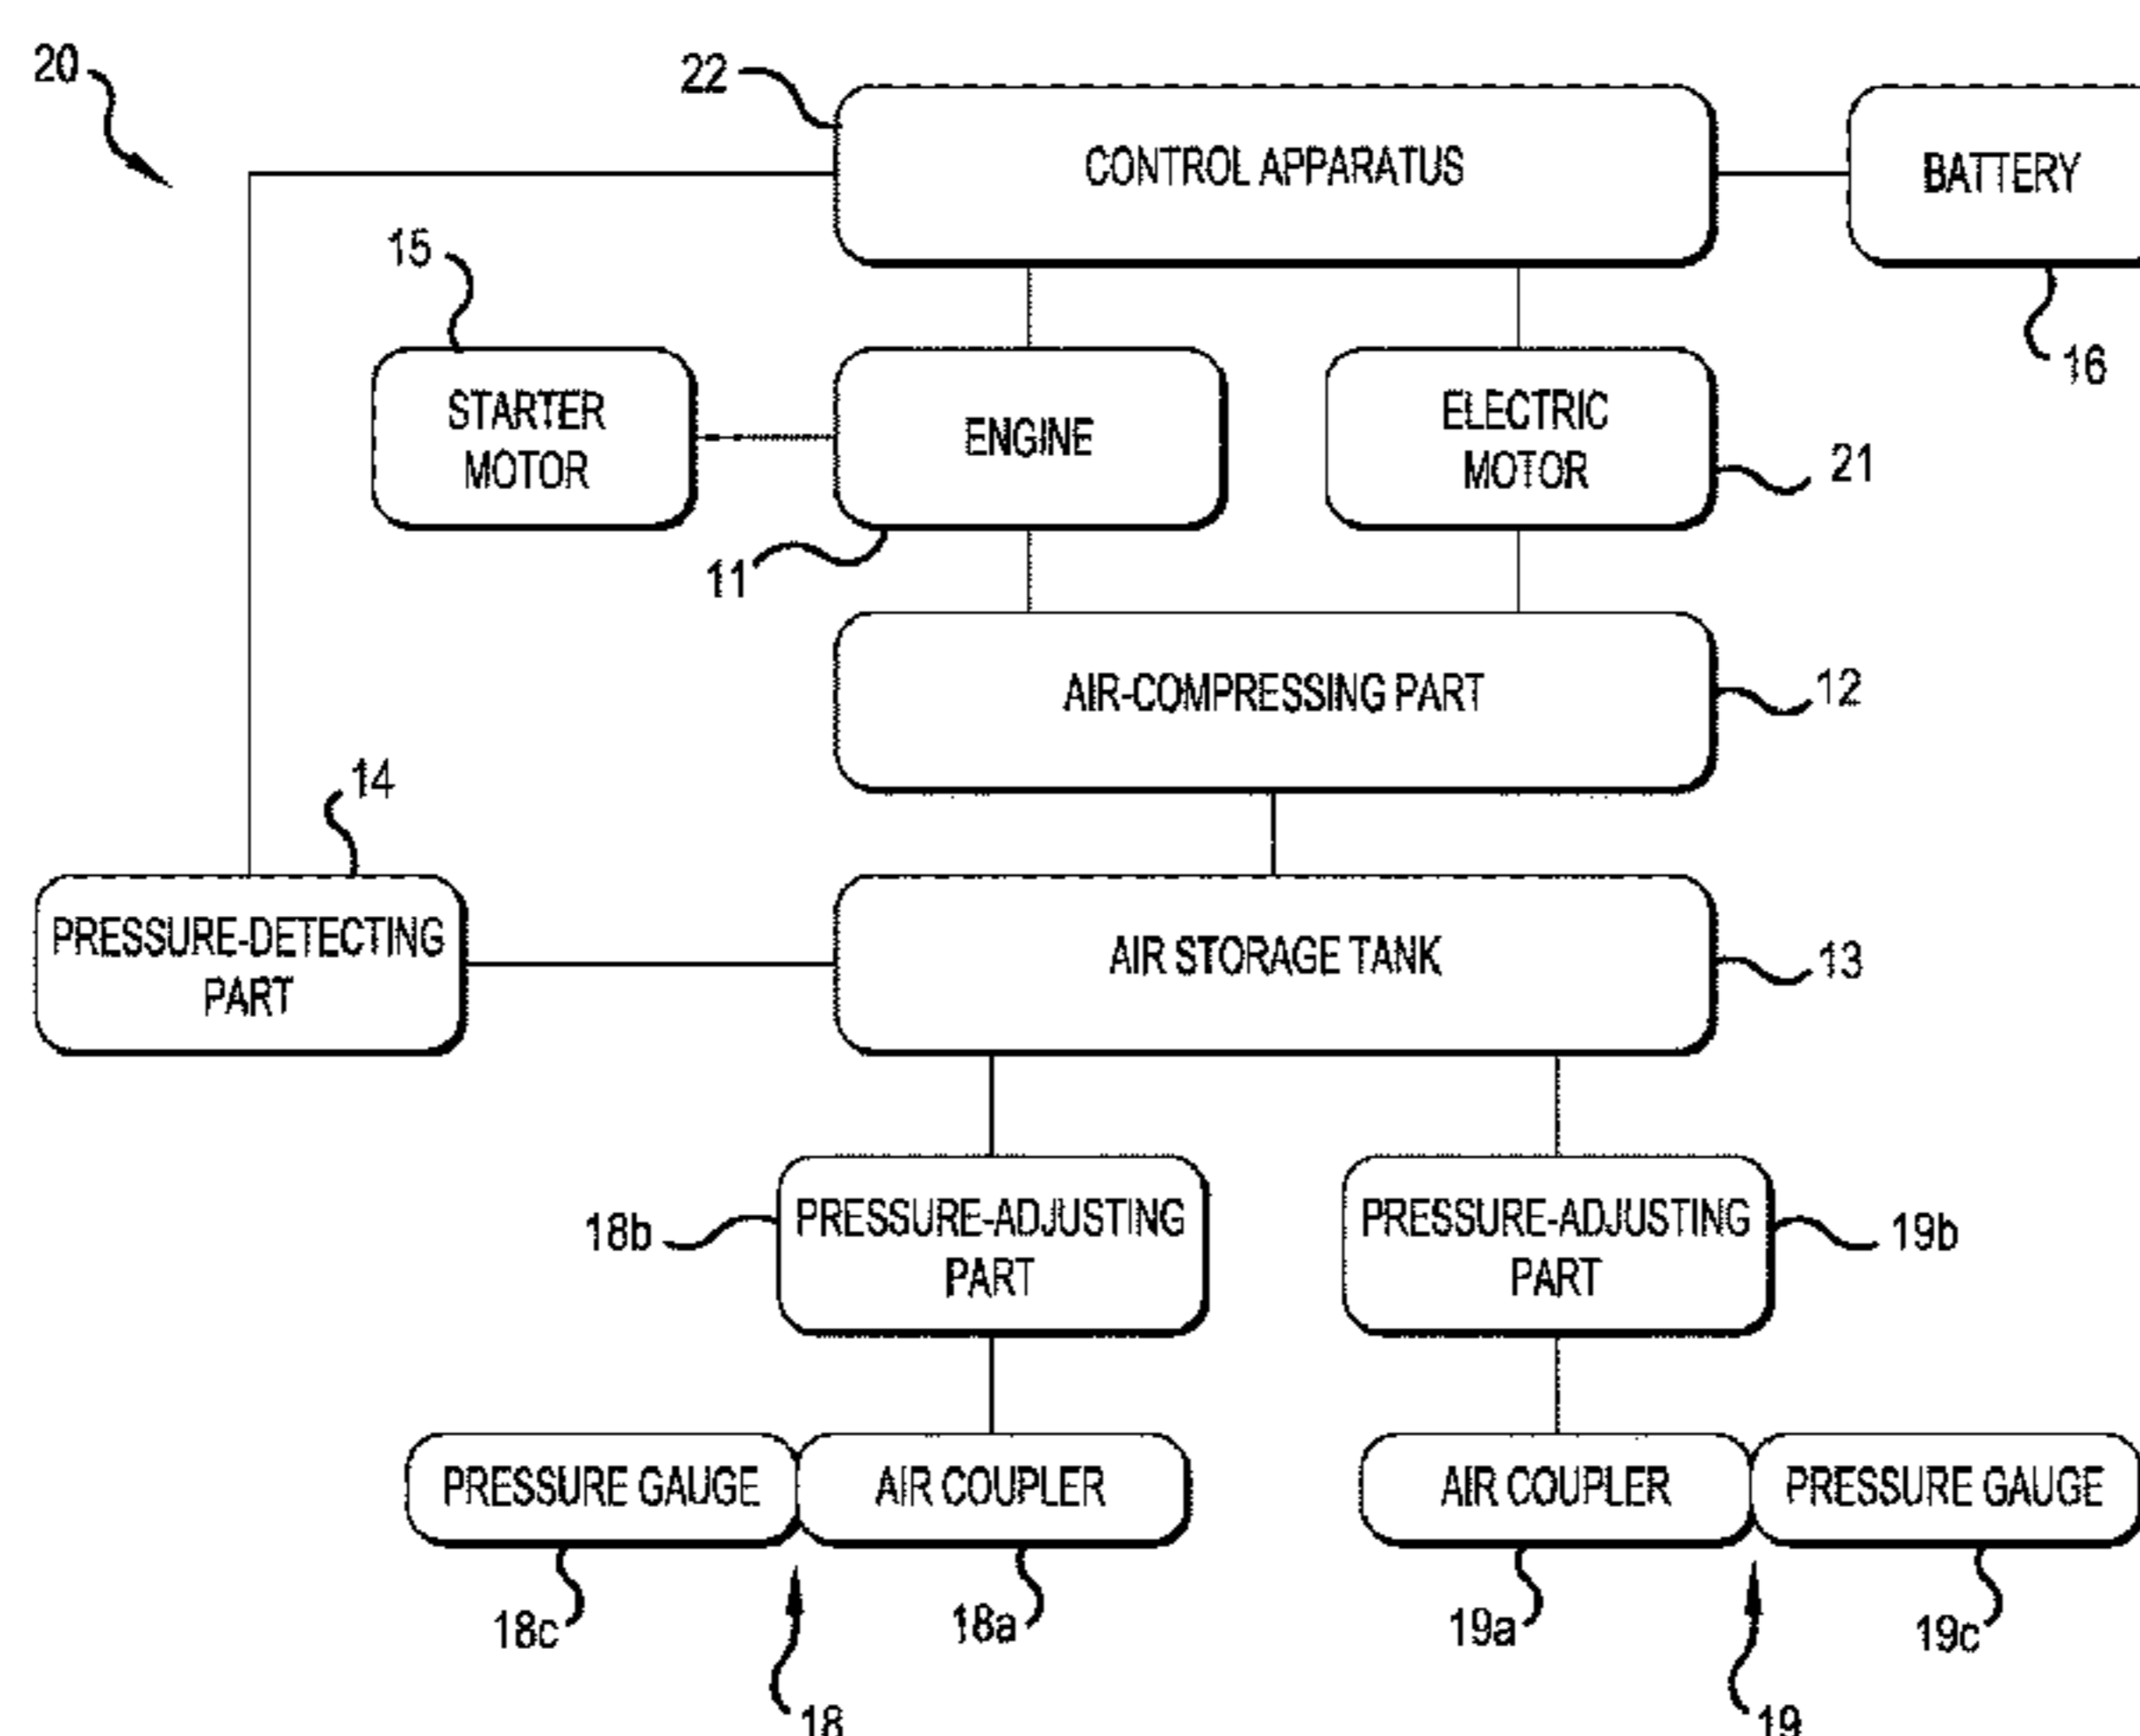 20
22
CONTROL APPARATUS
BATTERY
15
16
STARTER
MOTOR
ENGINE
ELECTRIC
MOTOR
21
11
AIR-COMPRESSING PART
12
14
PRESSURE-DETECTING
PART
AIR STORAGE TANK
13
18b
PRESSURE-ADJUSTING
PART
PRESSURE-ADJUSTING
PART
19b
PRESSURE GAUGE
AIR COUPLER
AIR COUPLER
PRESSURE GAUGE
18c
18a
19a
19c
18
19